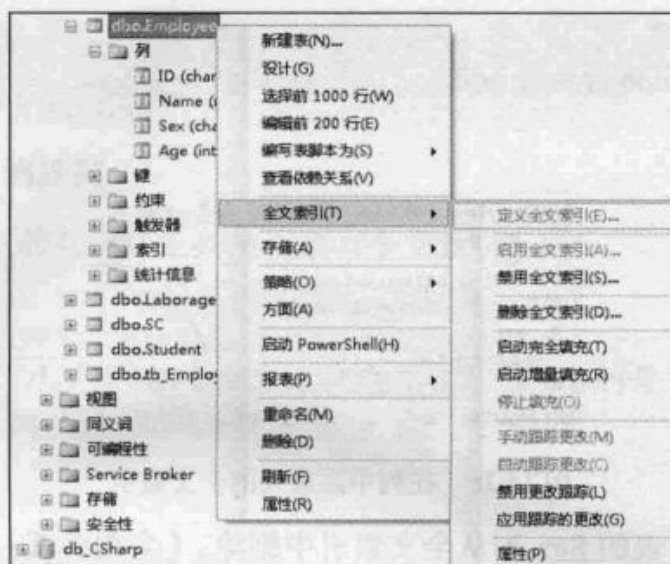 dbo.Employee
列
ID (char
Name (
Sex (cha
Age (int
键
约束
触发器
索引
统计信息
dbo.Laborage
dbo.SC
dbo.Student
dbo.tb_Employ
视图
同义词
可编程性
Service Broker
存储
安全性
db_CSharp
新建表(N)...
设计(G)
选择前 1000 行(W)
编辑前 200 行(E)
编写表脚本为(S)
查看依赖关系(V)
全文索引(T)
存储(A)
策略(O)
方面(A)
启动 PowerShell(H)
报表(P)
重命名(M)
删除(D)
刷新(F)
属性(R)
定义全文索引(E)...
启用全文索引(A)...
禁用全文索引(S)...
删除全文索引(D)...
启动完全填充(T)
启动增量填充(R)
停止填充(O)
手动跟踪更改(M)
自动跟踪更改(C)
禁用更改跟踪(L)
应用跟踪的更改(G)
属性(P)